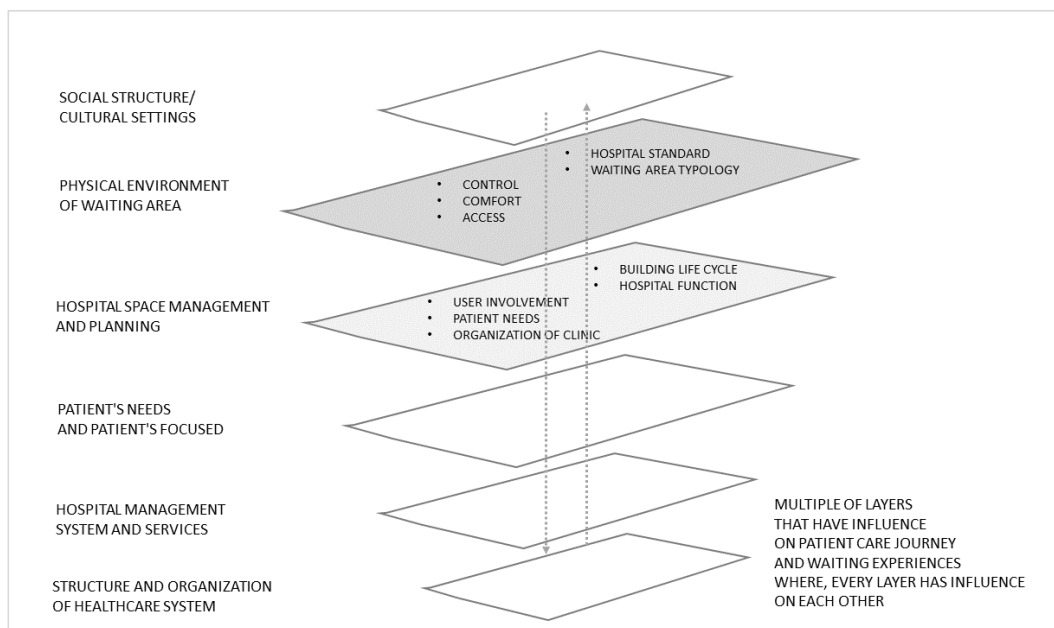 SOCIAL STRUCTURE/
CULTURAL SETTINGS
• HOSPITAL STANDARD
• WAITING AREA TYPOLOGY
PHYSICAL ENVIRONMENT
OF WAITING AREA
• CONTROL
• COMFORT
• ACCESS
• BUILDING LIFE CYCLE
• HOSPITAL FUNCTION
HOSPITAL SPACE MANAGEMENT
AND PLANNING
• USER INVOLVEMENT
• PATIENT NEEDS
• ORGANIZATION OF CLINIC
PATIENT'S NEEDS
AND PATIENT'S FOCUSED
HOSPITAL MANAGEMENT
SYSTEM AND SERVICES
STRUCTURE AND ORGANIZATION
OF HEALTHCARE SYSTEM
MULTIPLE OF LAYERS
THAT HAVE INFLUENCE
ON PATIENT CARE JOURNEY
AND WAITING EXPERIENCES
WHERE, EVERY LAYER HAS INFLUENCE
ON EACH OTHER